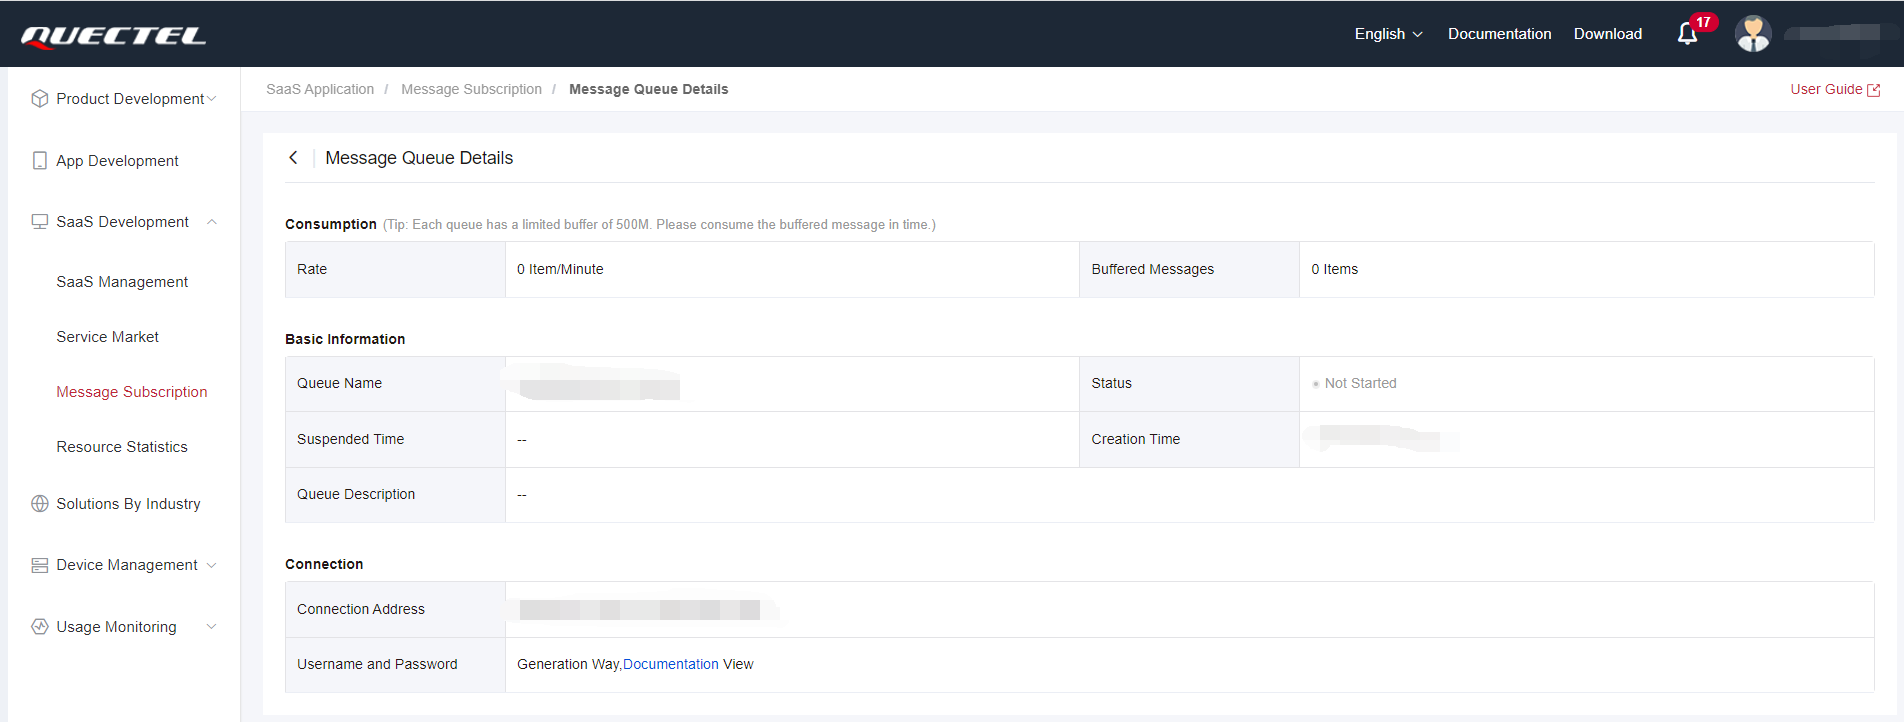 QUECTEL
English
Documentation
Download
17
Product Development
App Development
SaaS Development
SaaS Management
Service Market
Message Subscription
Resource Statistics
Solutions By Industry
Device Management
Usage Monitoring
SaaS Application / Message Subscription / Message Queue Details
User Guide
Message Queue Details
Consumption (Tip: Each queue has a limited buffer of 500M. Please consume the buffered message in time.)
Rate 0 Item/Minute Buffered Messages 0 Items
Basic Information
Queue Name Status Not Started
Suspended Time -- Creation Time
Queue Description --
Connection
Connection Address
Username and Password Generation Way,Documentation View